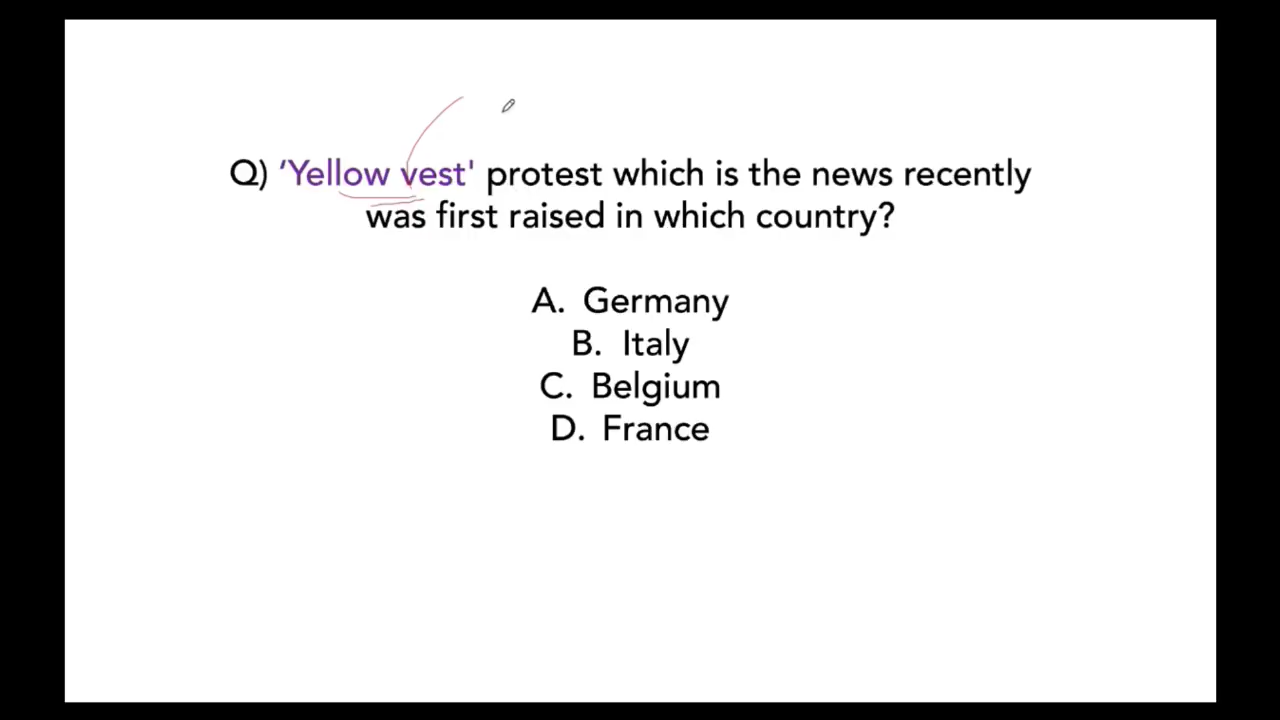 Q) ‘Yellow vest' protest which is the news recently
was first raised in which country?
A. Germany
B. Italy
C. Belgium
D. France